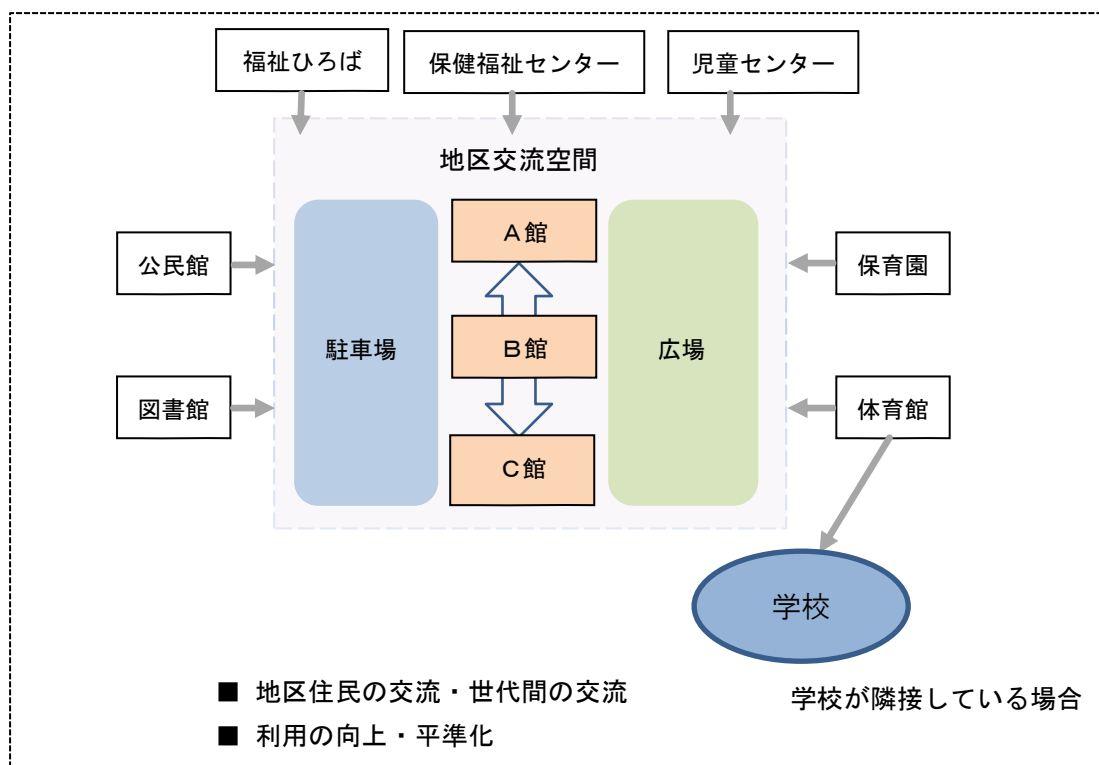 福祉ひろば
保健福祉センター
児童センター
地区交流空間
A館
公民館
保育園
駐車場
B館
広場
図書館
体育館
C館
学校
■ 地区住民の交流・世代間の交流
学校が隣接している場合
■ 利用の向上・平準化